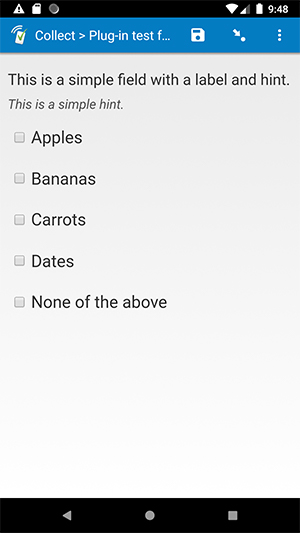 9:48
Collect > Plug-in test f...
This is a simple field with a label and hint.
This is a simple hint.
Apples
Bananas
Carrots
Dates
None of the above